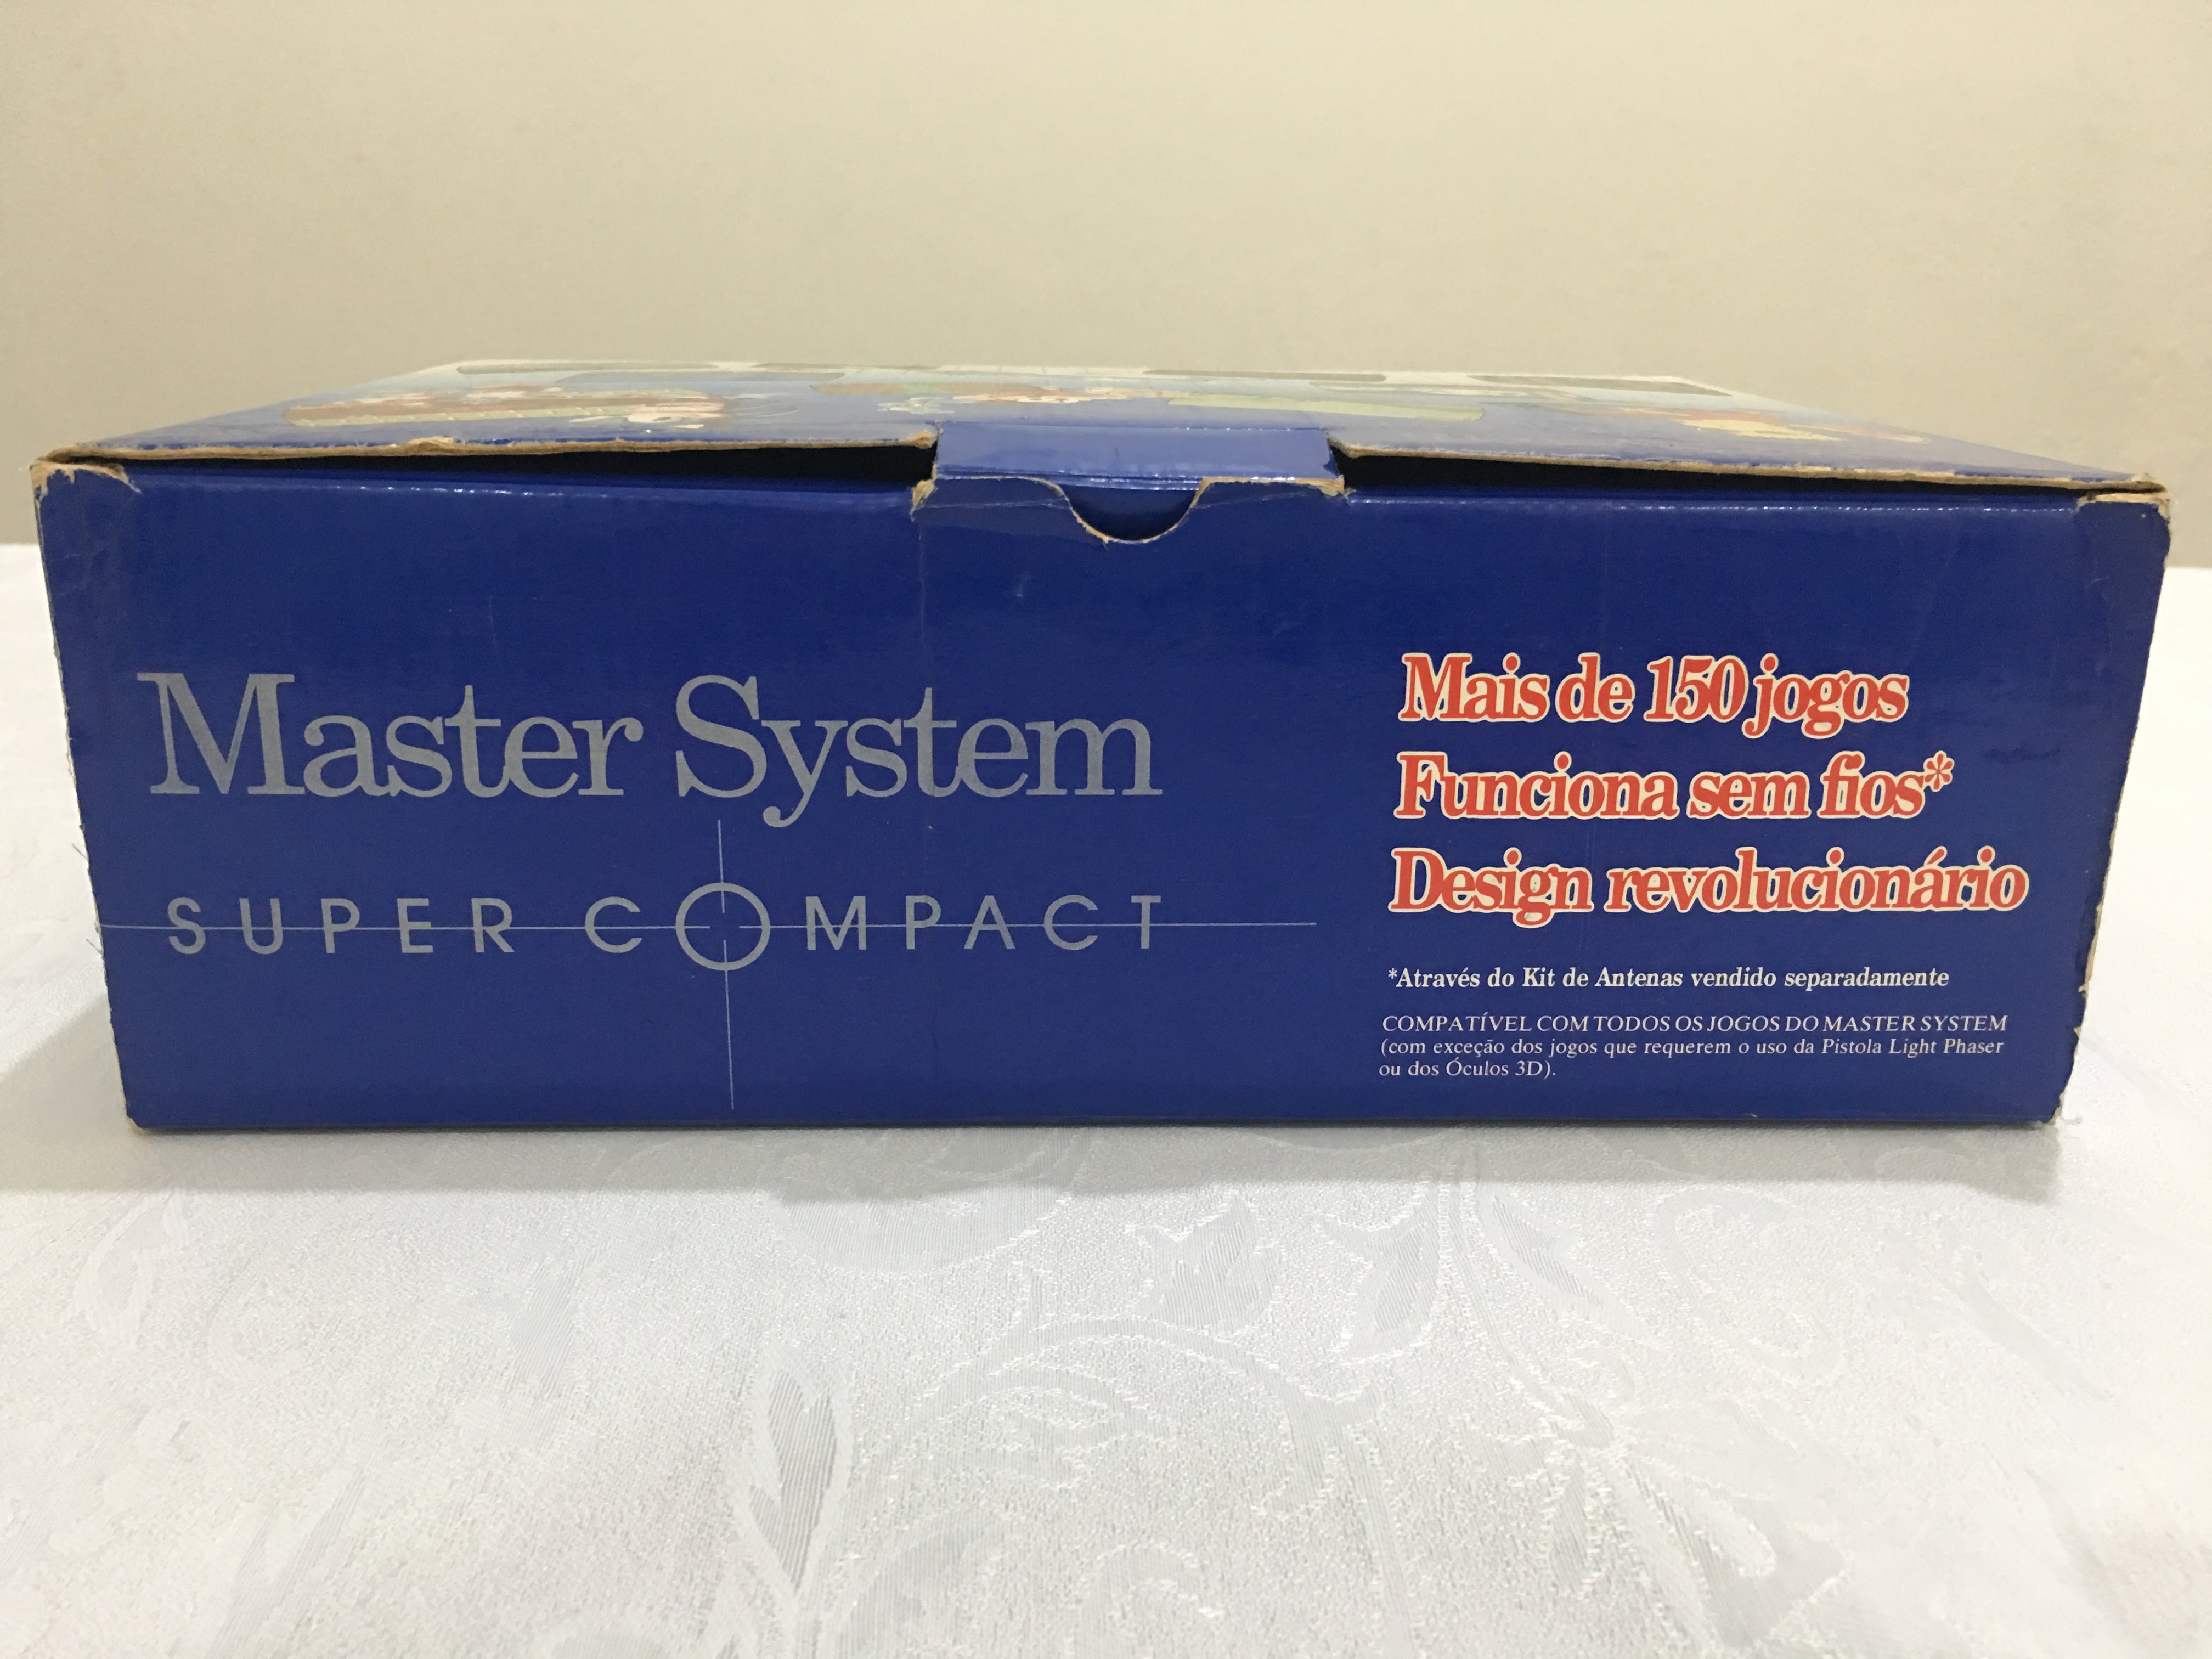 Master System
SUPER COMPACT
Mais de 150 jogos
Funciona sem fios*
Design revolucionário
*Através do Kit de Antenas vendido separadamente
COMPATÍVEL COM TODOS OS JOGOS DO MASTER SYSTEM
(com exceção dos jogos que requerem o uso da Pistola Light Phaser
ou dos Óculos 3D).